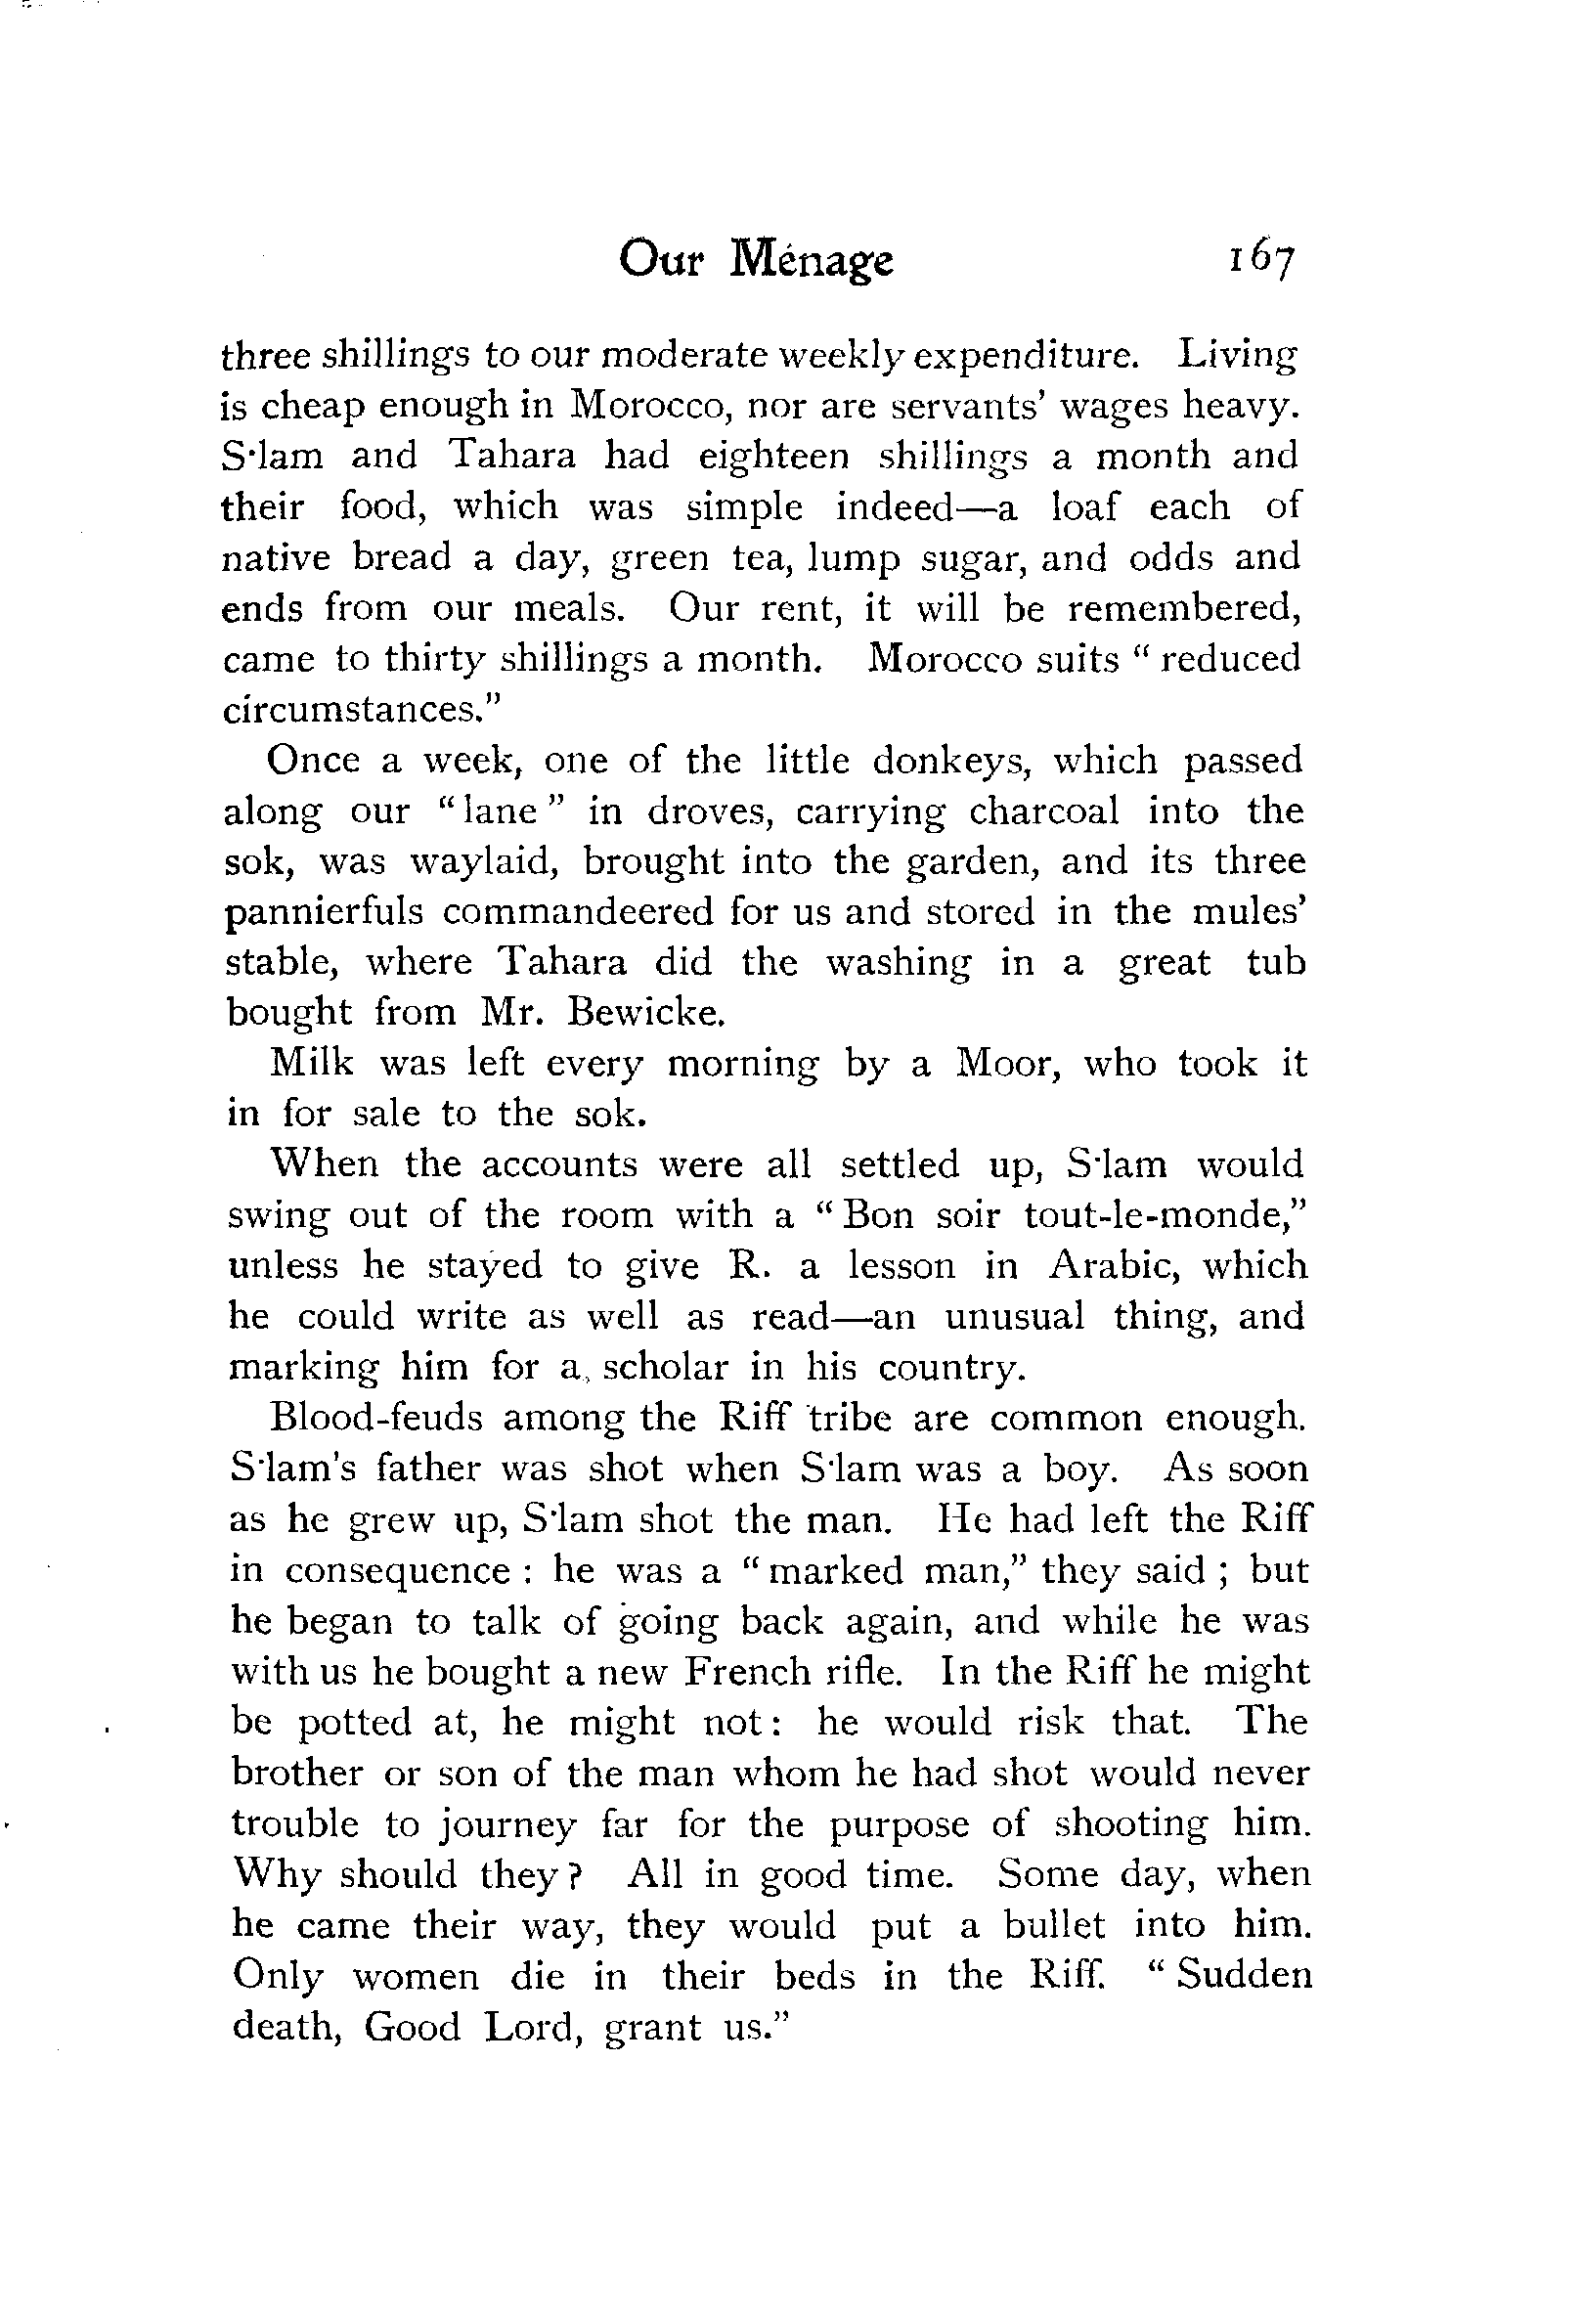 Our Ménage 167
three shillings to our moderate weekly expenditure. Living
is cheap enough in Morocco, nor are servants' wages heavy.
S·lam and Tahara had eighteen shillings a month and
their food, which was simple indeed—a loaf each of
native bread a day, green tea, lump sugar, and odds and
ends from our meals. Our rent, it will be remembered,
came to thirty shillings a month. Morocco suits “reduced
circumstances.”
Once a week, one of the little donkeys, which passed
along our “lane” in droves, carrying charcoal into the
sok, was waylaid, brought into the garden, and its three
pannierfuls commandeered for us and stored in the mules'
stable, where Tahara did the washing in a great tub
bought from Mr. Bewicke.
Milk was left every morning by a Moor, who took it
in for sale to the sok.
When the accounts were all settled up, S·lam would
swing out of the room with a “Bon soir tout-le-monde,”
unless he stayed to give R. a lesson in Arabic, which
he could write as well as read—an unusual thing, and
marking him for a scholar in his country.
Blood-feuds among the Riff tribe are common enough.
S·lam's father was shot when S·lam was a boy. As soon
as he grew up, S·lam shot the man. He had left the Riff
in consequence : he was a “marked man,” they said ; but
he began to talk of going back again, and while he was
with us he bought a new French rifle. In the Riff he might
be potted at, he might not : he would risk that. The
brother or son of the man whom he had shot would never
trouble to journey far for the purpose of shooting him.
Why should they ? All in good time. Some day, when
he came their way, they would put a bullet into him.
Only women die in their beds in the Riff. “Sudden
death, Good Lord, grant us.”